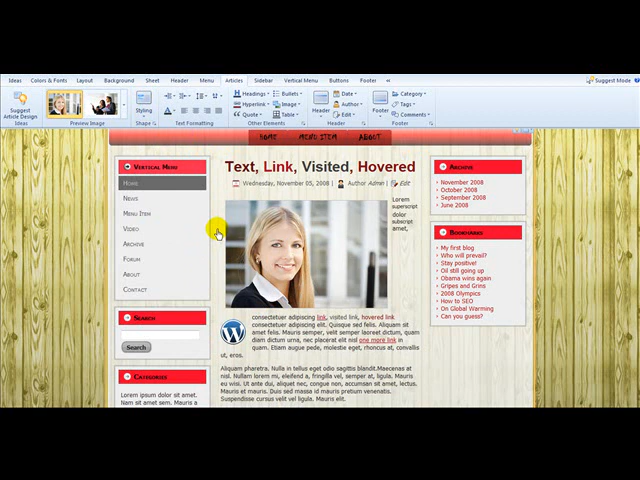 Ideas Colors & Fonts Layout Background Sheet Header Menu Articles Sidebar Vertical Menu Buttons Footer Suggest Mode
Suggest Article Design
Ideas
Preview Image
Styling
Shape
Text Formatting
Headings Bullets
Hyperlink Image
Quote Table
Other Elements
Header
Date
Author
Edit
Header
Footer
Category
Tags
Comments
Footer
HOME MENU ITEM ABOUT
Vertical Menu
Home
News
Menu Item
Video
Archive
Forum
About
Contact
Search
Search
Categories
Lorem ipsum dolor sit
Nam sit amet sem. Mauris a
Text, Link, Visited, Hovered
Wednesday, November 05, 2008 | Author Admin | Edit
Lorem
superscript
dolor
subscript
amet,
consectetuer adipiscing link, visited link, hovered link
consectetuer adipiscing elit. Quisque sed felis. Aliquam sit
amet felis. Mauris semper, velit semper laoreet dictum, quam
diam dictum urna, nec placerat elit nisl one more link in
quam. Etiam augue pede, molestie eget, rhoncus at, convallis
ut, eros.
Aliquam pharetra. Nulla in tellus eget odio sagittis blandit.Maecenas at
nisl. Nullam lorem mi, eleifend a, fringilla vel, semper at, ligula. Mauris
eu wisi. Ut ante dui, aliquet nec, congue non, accumsan sit amet, lectus.
Mauris et mauris. Duis sed massa id mauris pretium venenatis.
Suspendisse cursus velit vel ligula. Mauris elit.
Archive
November 2008
October 2008
September 2008
June 2008
Bookmarks
My first blog
Who will prevail?
Stay positive!
Oil still going up
Obama wins again
Gripes and Grins
2008 Olympics
How to SEO
On Global Warming
Can you guess?